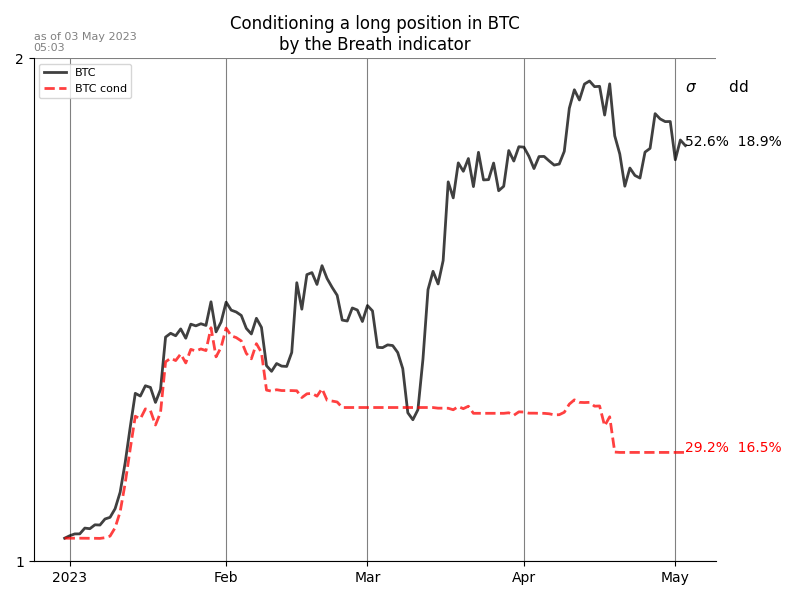 Conditioning a long position in BTC
by the Breath indicator
as of 03 May 2023
05:03
2
BTC
BTC cond
σ dd
52.6% 18.9%
29.2% 16.5%
1
2023 Feb Mar Apr May